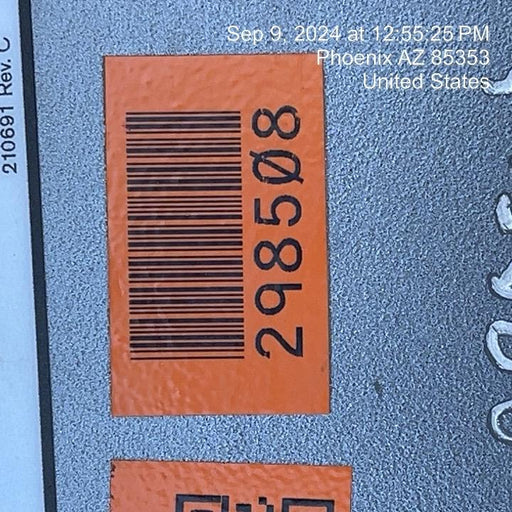 Sep 9, 2024 at 12:55:25 PM
Phoenix AZ 85353
United States
210691 Rev. C
298508